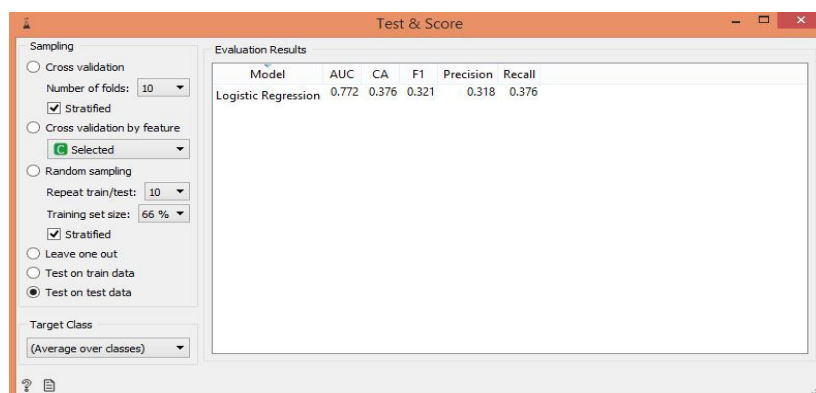 Test & Score
Sampling
Cross validation
Number of folds: 10
Stratified
Cross validation by feature
C Selected
Random sampling
Repeat train/test: 10
Training set size: 66 %
Stratified
Leave one out
Test on train data
Test on test data
Target Class
(Average over classes)
Evaluation Results
Model AUC CA F1 Precision Recall
Logistic Regression 0.772 0.376 0.321 0.318 0.376